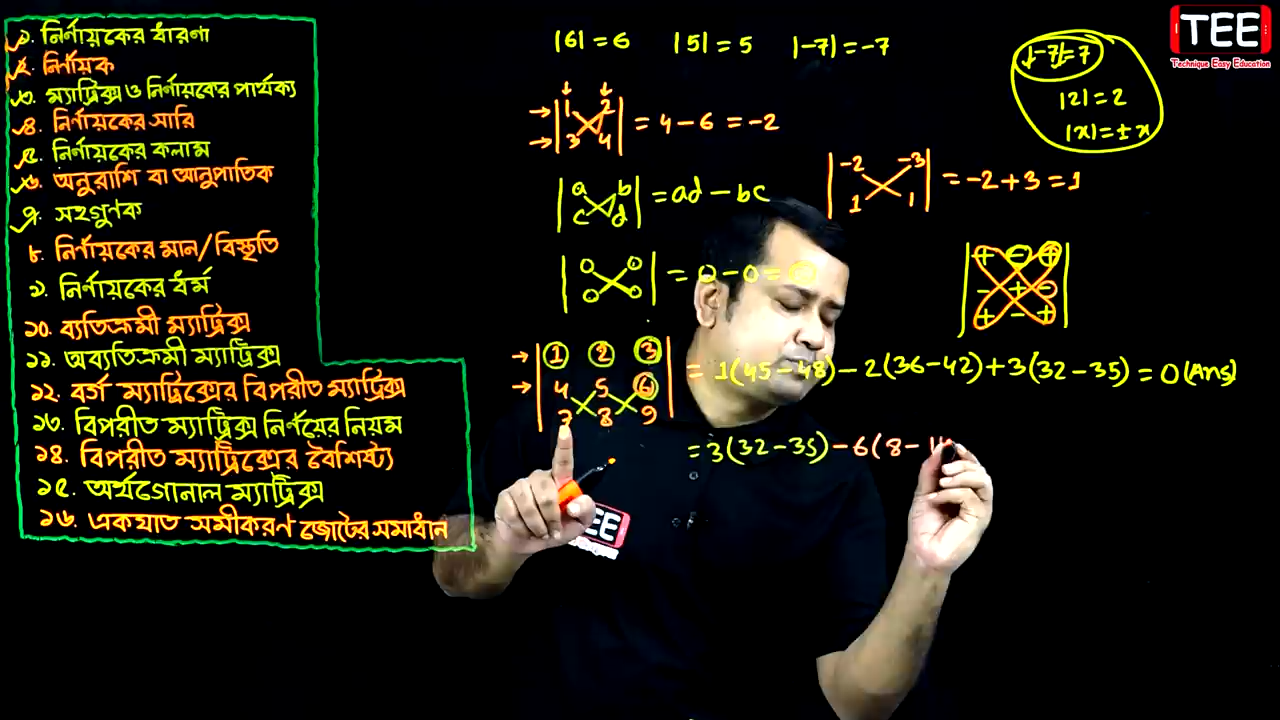 ১. নির্ণায়কের ধারণা
২. নির্ণায়ক
৩. ম্যাট্রিক্স ও নির্ণায়কের পার্থক্য
৪. নির্ণায়কের সারি
৫. নির্ণায়কের কলাম
৬. অনুরাশি বা আনুপাতিক
৭. সহগুণক
৮. নির্ণায়কের মান/বিস্তৃতি
৯. নির্ণায়কের ধর্ম
১০. ব্যতিক্রমী ম্যাট্রিক্স
১১. অব্যতিক্রমী ম্যাট্রিক্স
১২. বর্গ ম্যাট্রিক্সের বিপরীত ম্যাট্রিক্স
১৩. বিপরীত ম্যাট্রিক্স নির্ণয়ের নিয়ম
১৪. বিপরীত ম্যাট্রিক্সের বৈশিষ্ট্য
১৫. অর্থগোনাল ম্যাট্রিক্স
১৬. একঘাত সমীকরণ জোটের সমাধান
|6| = 6 |5| = 5 |-7| = -7
|-7| = 7
|2| = 2
|x| = ± x
TEE
Technique Easy Education
1 2
3 4
= 4 - 6 = -2
-2 -3
1 1
= -2 + 3 = 1
a b
c d
= ad - bc
0 0
0 0
= 0 - 0 = 0
+ - +
- + -
+ - +
1 2 3
4 5 6
7 8 9
= 1(45 - 48) - 2(36 - 42) + 3(32 - 35) = 0 (Ans)
= 3(32 - 35) - 6(8 - 14
TEE